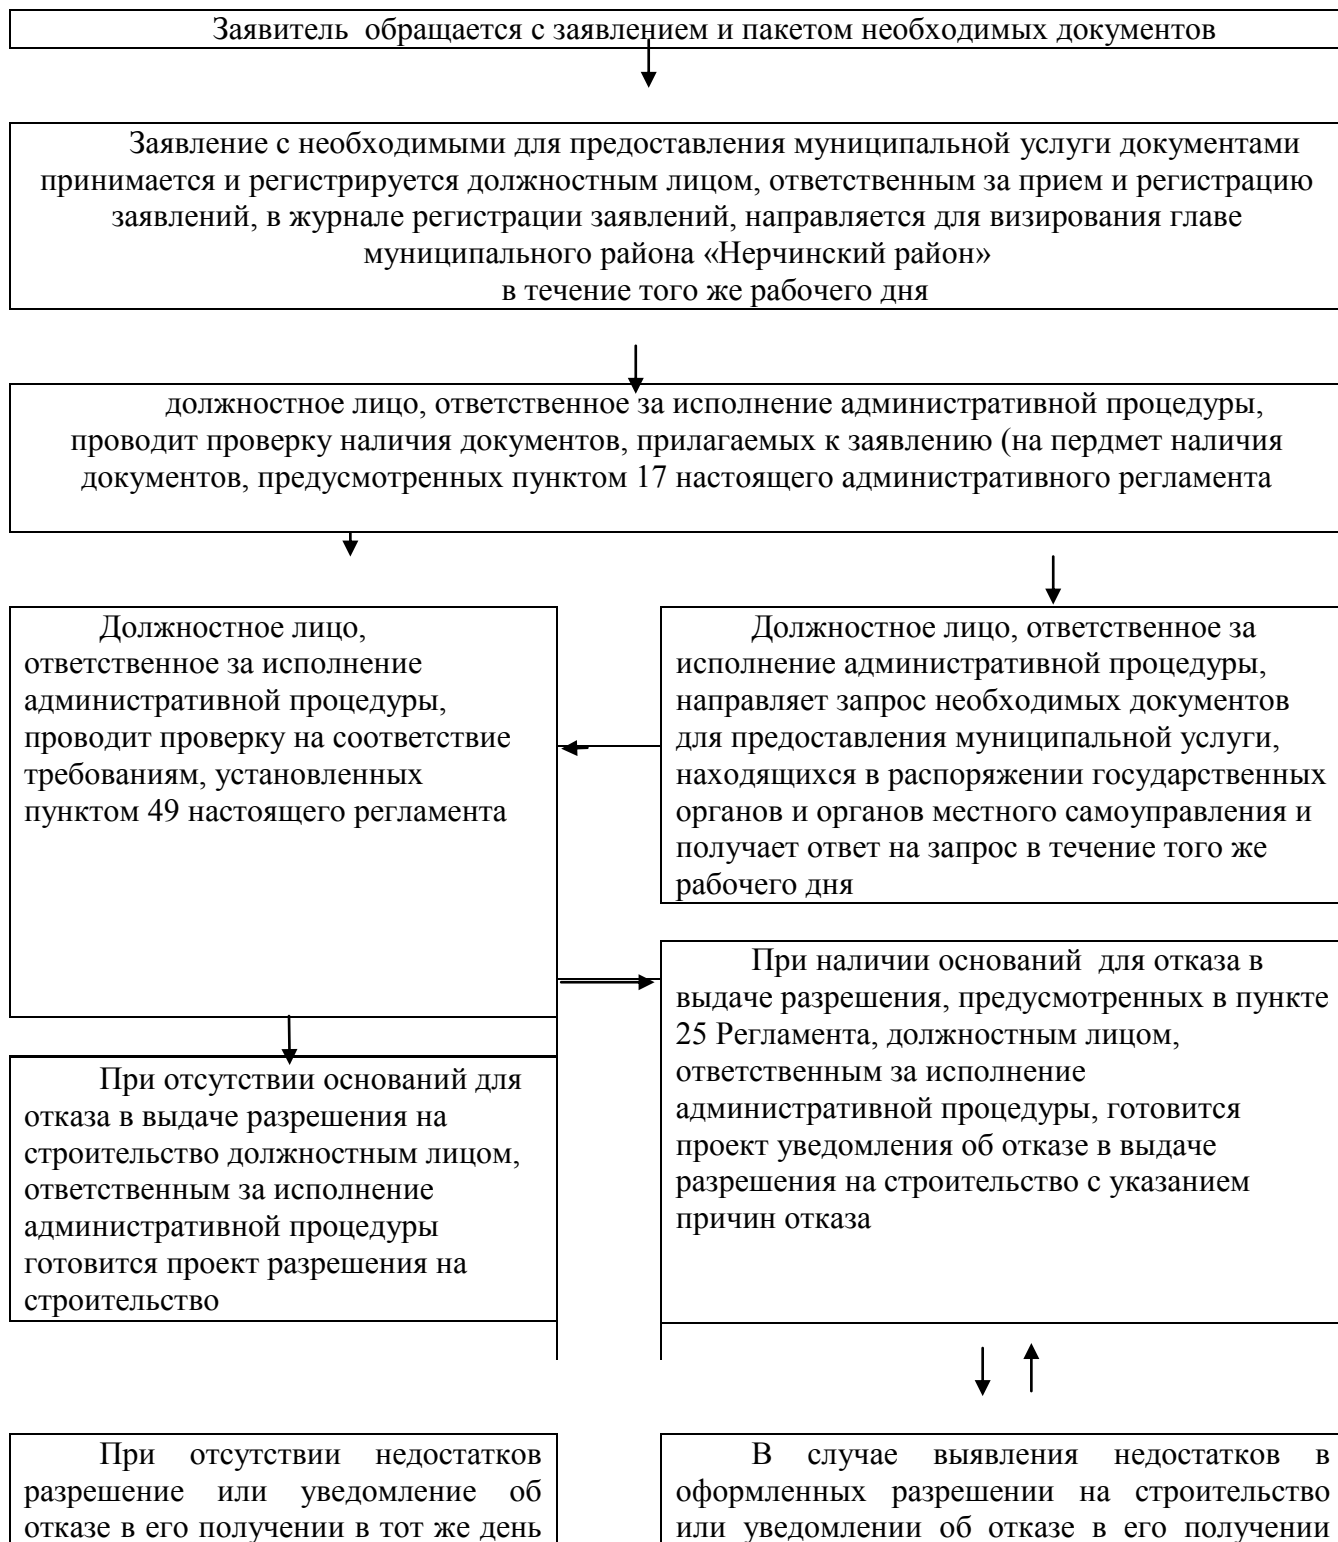 Заявитель  обращается с заявлением и пакетом необходимых документов
Заявление с необходимыми для предоставления муниципальной услуги документами
принимается и регистрируется должностным лицом, ответственным за прием и регистрацию
заявлений, в журнале регистрации заявлений, направляется для визирования главе
муниципального района «Нерчинский район»
в течение того же рабочего дня
должностное лицо, ответственное за исполнение административной процедуры,
проводит проверку наличия документов, прилагаемых к заявлению (на пердмет наличия
документов, предусмотренных пунктом 17 настоящего административного регламента
Должностное лицо,
ответственное за исполнение
административной процедуры,
проводит проверку на соответствие
требованиям, установленных
пунктом 49 настоящего регламента
Должностное лицо, ответственное за
исполнение административной процедуры,
направляет запрос необходимых документов
для предоставления муниципальной услуги,
находящихся в распоряжении государственных
органов и органов местного самоуправления и
получает ответ на запрос в течение того же
рабочего дня
При наличии оснований  для отказа в
выдаче разрешения, предусмотренных в пункте
25 Регламента, должностным лицом,
ответственным за исполнение
административной процедуры, готовится
проект уведомления об отказе в выдаче
разрешения на строительство с указанием
причин отказа
При отсутствии оснований для
отказа в выдаче разрешения на
строительство должностным лицом,
ответственным за исполнение
административной процедуры
готовится проект разрешения на
строительство
При отсутствии недостатков
разрешение или уведомление об
отказе в его получении в тот же день
В случае выявления недостатков в
оформленных разрешении на строительство
или уведомлении об отказе в его получении